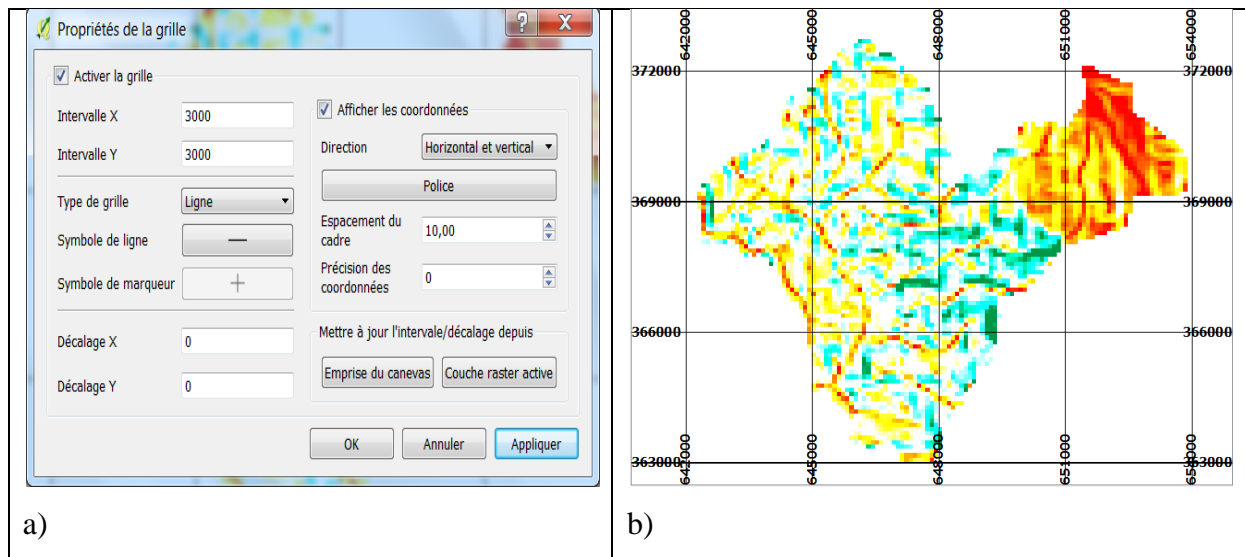 Propriétés de la grille
Activer la grille
Intervalle X 3000
Intervalle Y 3000
Type de grille Ligne
Symbole de ligne
Symbole de marqueur
Décalage X 0
Décalage Y 0
Afficher les coordonnées
Direction Horizontal et vertical
Police
Espacement du cadre 10,00
Précision des coordonnées 0
Mettre à jour l'intervale/décalage depuis
Emprise du canevas Couche raster active
OK Annuler Appliquer
a)
642000 645000 648000 651000 654000
372000 372000
369000 369000
366000 366000
363000 363000
642000 645000 648000 651000 654000
b)